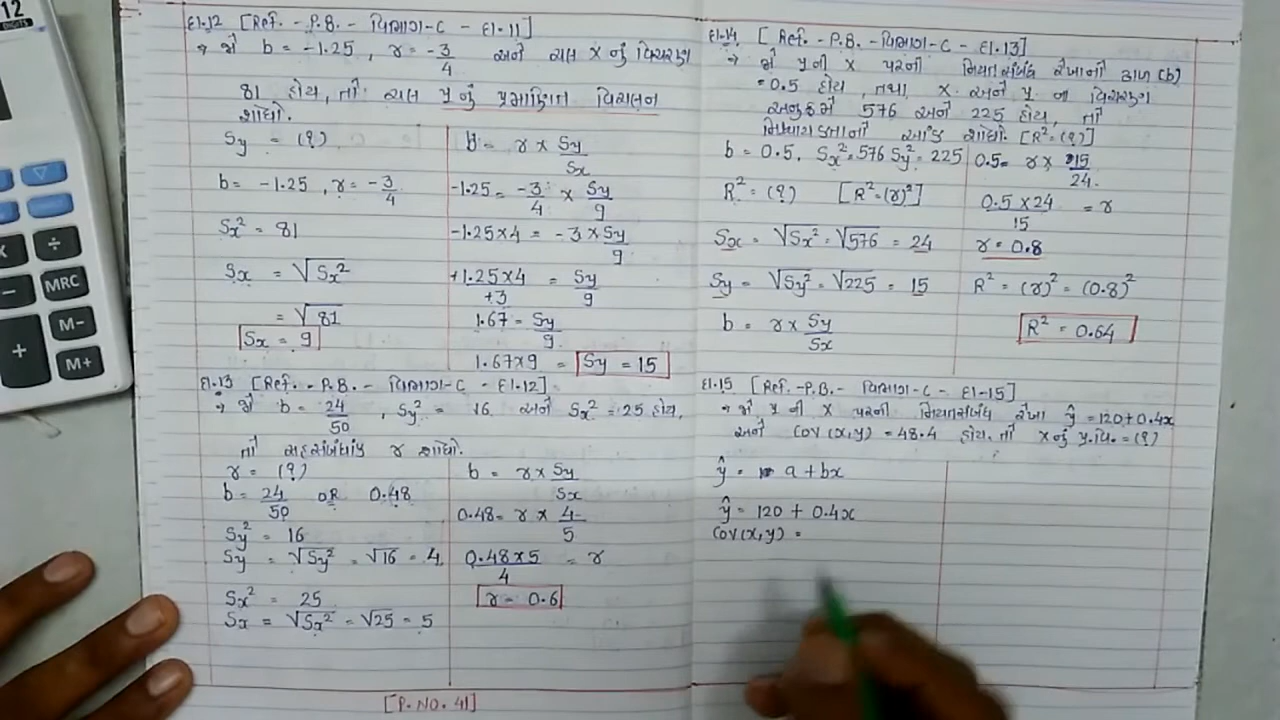 દા.12 [Ref. - P.B. - વિભાગ-C - દા.11]
→ જો b = -1.25 , r = -3/4 અને ચલ X નું વિચરણ
81 હોય, તો ચલ y નું પ્રમાણિત વિચલન
શોધો.
Sy = (?)
b = -1.25 , r = -3/4
Sx² = 81
Sx = √Sx²
= √81
Sx = 9
b = r × Sy/Sx
-1.25 = -3/4 × Sy/9
-1.25×4 = -3 × Sy/9
+1.25×4/+3 = Sy/9
1.67 = Sy/9
1.67×9 = Sy = 15
દા.13 [Ref. - P.B. - વિભાગ-C - દા.12]
→ જો b = 24/50 , Sy² = 16 અને Sx² = 25 હોય,
તો સહસંબંધાંક r શોધો.
r = (?)
b = 24/50 OR 0.48
Sy² = 16
Sy = √Sy² = √16 = 4
Sx² = 25
Sx = √Sx² = √25 = 5
b = r × Sy/Sx
0.48 = r × 4/5
0.48×5/4 = r
r = 0.6
[P.NO. 41]
દા.14 [Ref. - P.B. - વિભાગ-C - દા.13]
→ જો y ની X પરની નિયતસંબંધ રેખાનો ઢાળ (b)
= 0.5 હોય, તથા X અને y ના વિચરણ
અનુક્રમે 576 અને 225 હોય, તો
આંક શોધો. [R²=(?)]
b = 0.5, Sx² = 576 Sy² = 225
R² = (?) [R² = (r)²]
Sx = √Sx² = √576 = 24
Sy = √Sy² = √225 = 15
b = r × Sy/Sx
0.5 = r × 15/24
0.5×24/15 = r
r = 0.8
R² = (r)² = (0.8)²
R² = 0.64
દા.15 [Ref. - P.B. - વિભાગ-C - દા-15]
→ જો y ની X પરની નિયતસંબંધ રેખા ŷ = 120+0.4x
અને COV(x,y) = 48.4 હોય. તો X નું પ્ર.વિ. = (?)
ŷ = a + bx
ŷ = 120 + 0.4x
COV(x,y) =
12
DIGITS
÷
MRC
−
M-
+
M+